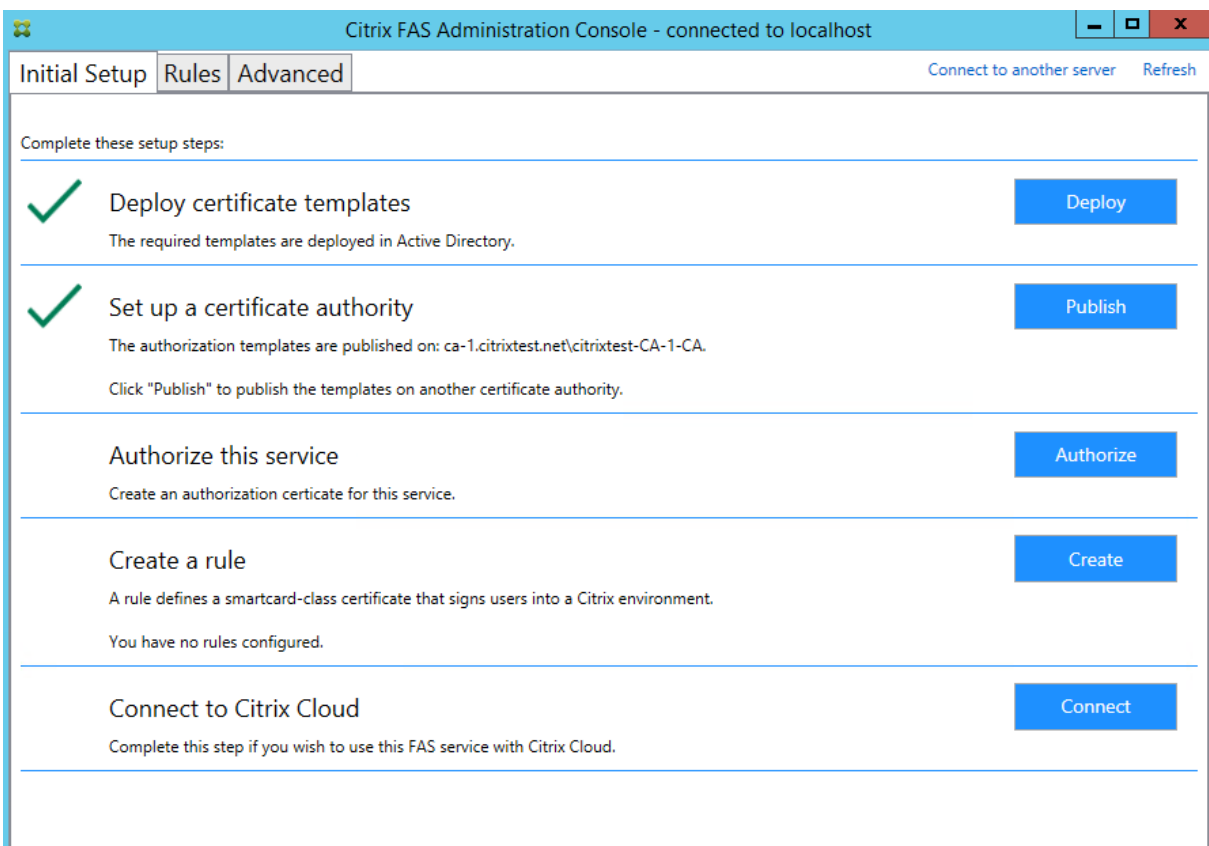 Citrix FAS Administration Console - connected to localhost
Initial Setup Rules Advanced Connect to another server Refresh
Complete these setup steps:
Deploy certificate templates Deploy
The required templates are deployed in Active Directory.
Set up a certificate authority Publish
The authorization templates are published on: ca-1.citrixtest.net\citrixtest-CA-1-CA.
Click "Publish" to publish the templates on another certificate authority.
Authorize this service Authorize
Create an authorization certicate for this service.
Create a rule Create
A rule defines a smartcard-class certificate that signs users into a Citrix environment.
You have no rules configured.
Connect to Citrix Cloud Connect
Complete this step if you wish to use this FAS service with Citrix Cloud.